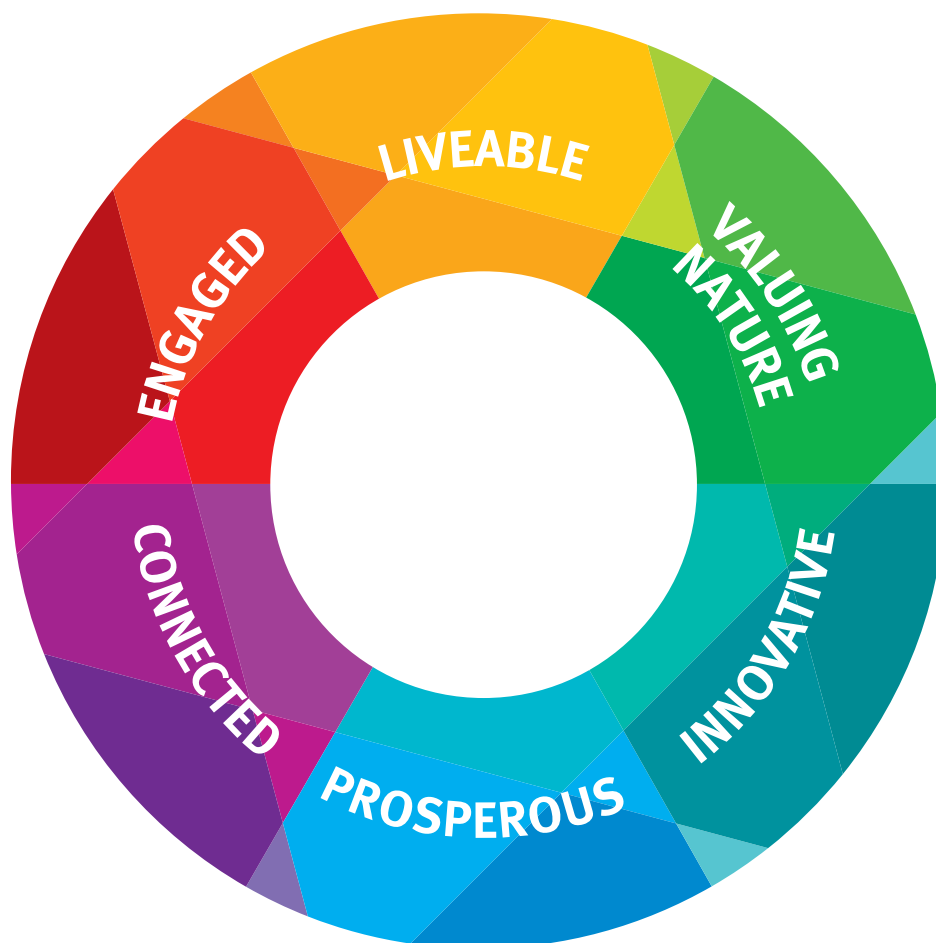 LIVEABLE
VALUING
NATURE
INNOVATIVE
PROSPEROUS
CONNECTED
ENGAGED